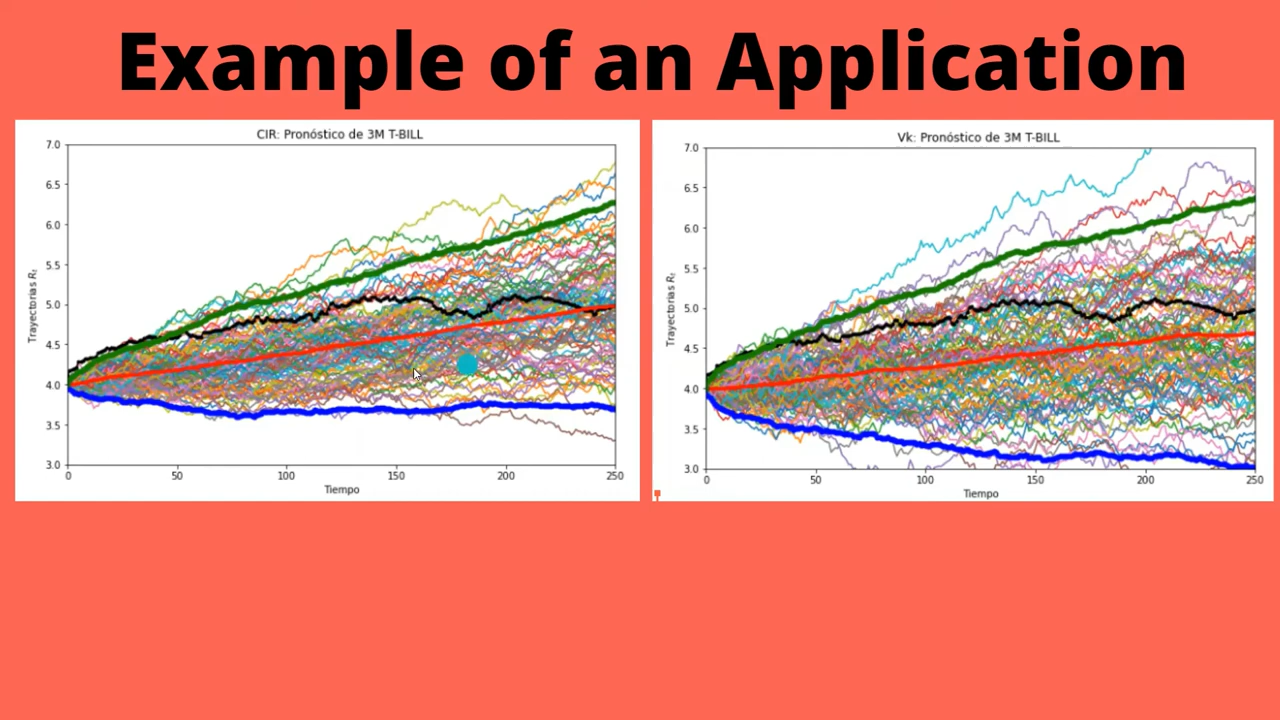 Example of an Application
CIR: Pronóstico de 3M T-BILL
7.0
6.5
6.0
5.5
5.0
4.5
4.0
3.5
3.0
Trayectorias Rₜ
0 50 100 150 200 250
Tiempo
Vk: Pronóstico de 3M T-BILL
7.0
6.5
6.0
5.5
5.0
4.5
4.0
3.5
3.0
Trayectorias Rₜ
0 50 100 150 200 250
Tiempo